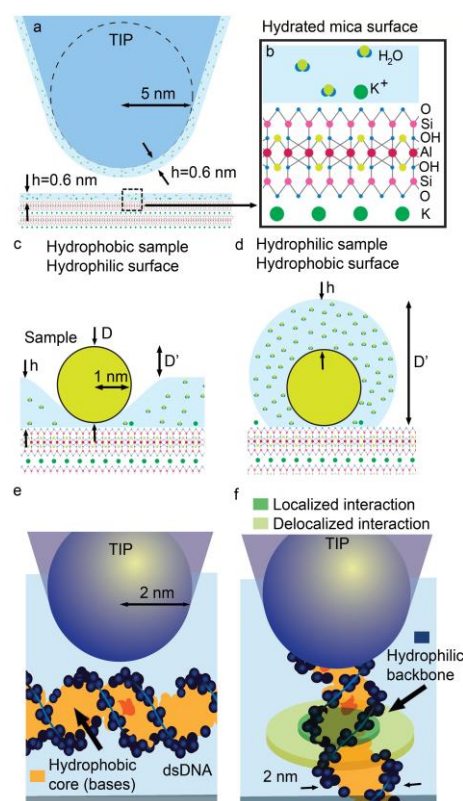 a
TIP
5 nm
h=0.6 nm
h=0.6 nm
Hydrated mica surface
b
H₂O
K⁺
O
Si
OH
Al
OH
Si
O
K
c
Hydrophobic sample
Hydrophilic surface
Sample
D
h
D'
1 nm
d
Hydrophilic sample
Hydrophobic surface
h
D'
e
TIP
2 nm
Hydrophobic
core (bases)
dsDNA
f
Localized interaction
Delocalized interaction
TIP
Hydrophilic
backbone
2 nm